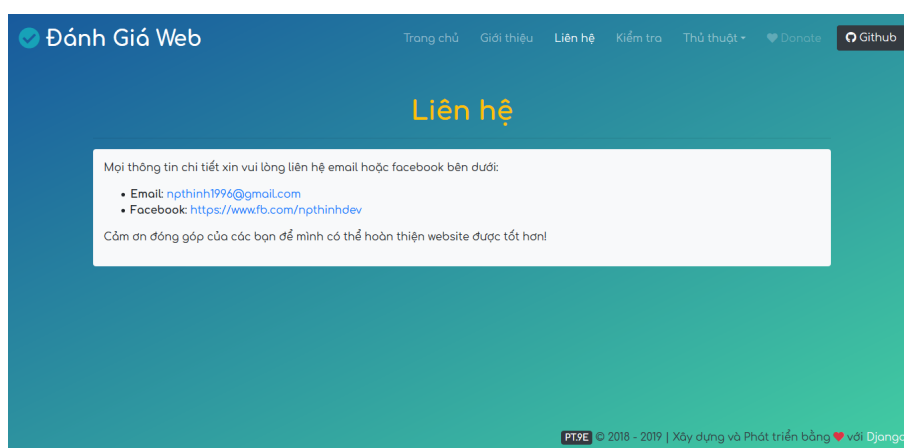 Đánh Giá Web
Trang chủ Giới thiệu Liên hệ Kiểm tra Thủ thuật Donate Github
Liên hệ
Mọi thông tin chi tiết xin vui lòng liên hệ email hoặc facebook bên dưới:
• Email: npthinh1996@gmail.com
• Facebook: https://www.fb.com/npthinhdev
Cảm ơn đóng góp của các bạn để mình có thể hoàn thiện website được tốt hơn!
PT.9E © 2018 - 2019 | Xây dựng và Phát triển bằng ❤ với Django